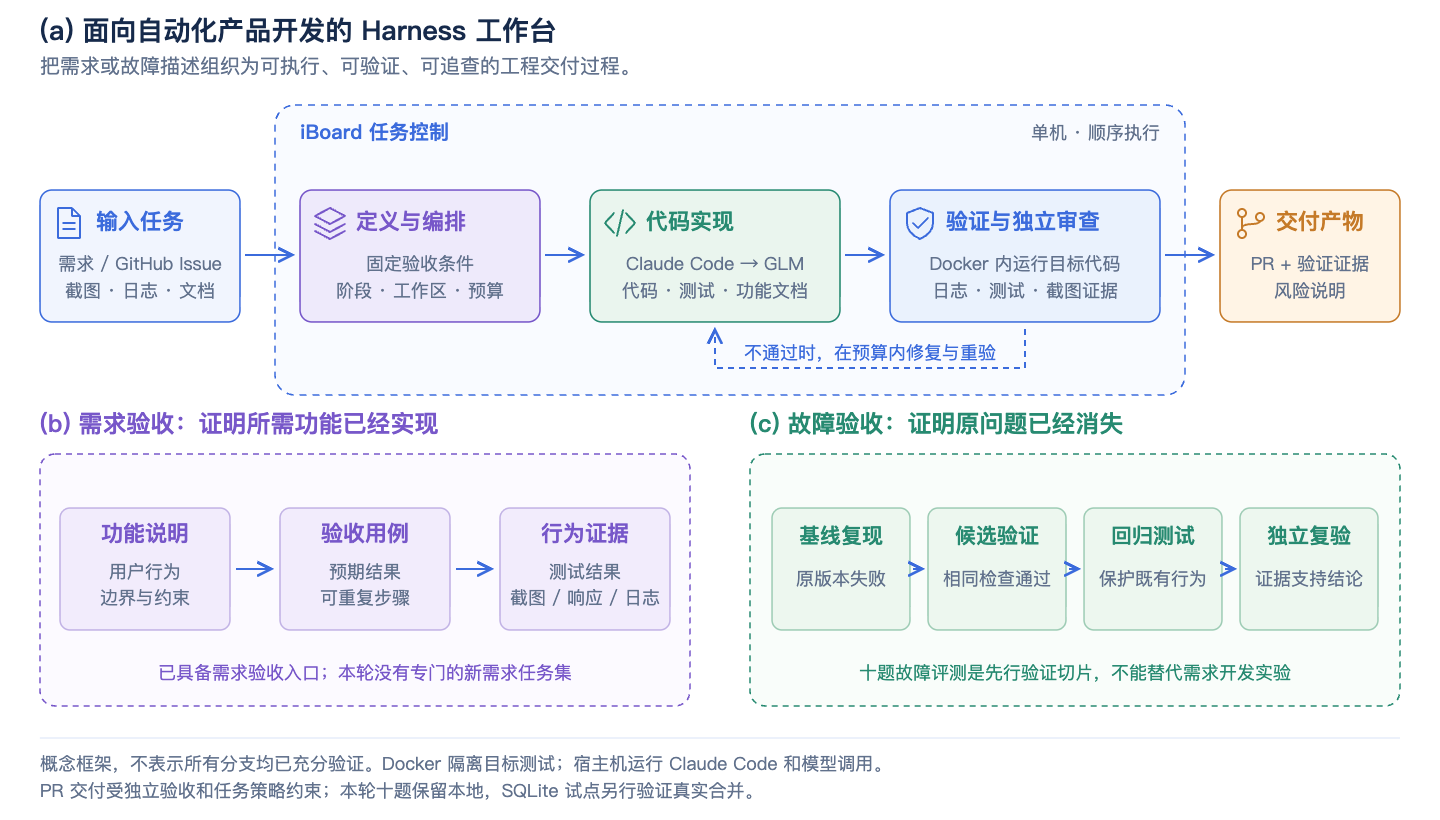 (a) 面向自动化产品开发的 Harness 工作台
把需求或故障描述组织为可执行、可验证、可追查的工程交付过程。
iBoard 任务控制
单机 · 顺序执行
输入任务
需求 / GitHub Issue
截图 · 日志 · 文档
定义与编排
固定验收条件
阶段 · 工作区 · 预算
代码实现
Claude Code → GLM
代码 · 测试 · 功能文档
验证与独立审查
Docker 内运行目标代码
日志 · 测试 · 截图证据
交付产物
PR + 验证证据
风险说明
不通过时，在预算内修复与重验
(b) 需求验收：证明所需功能已经实现
功能说明
用户行为
边界与约束
验收用例
预期结果
可重复步骤
行为证据
测试结果
截图 / 响应 / 日志
已具备需求验收入口；本轮没有专门的新需求任务集
(c) 故障验收：证明原问题已经消失
基线复现
原版本失败
候选验证
相同检查通过
回归测试
保护既有行为
独立复验
证据支持结论
十题故障评测是先行验证切片，不能替代需求开发实验
概念框架，不表示所有分支均已充分验证。Docker 隔离目标测试；宿主机运行 Claude Code 和模型调用。
PR 交付受独立验收和任务策略约束；本轮十题保留本地，SQLite 试点另行验证真实合并。